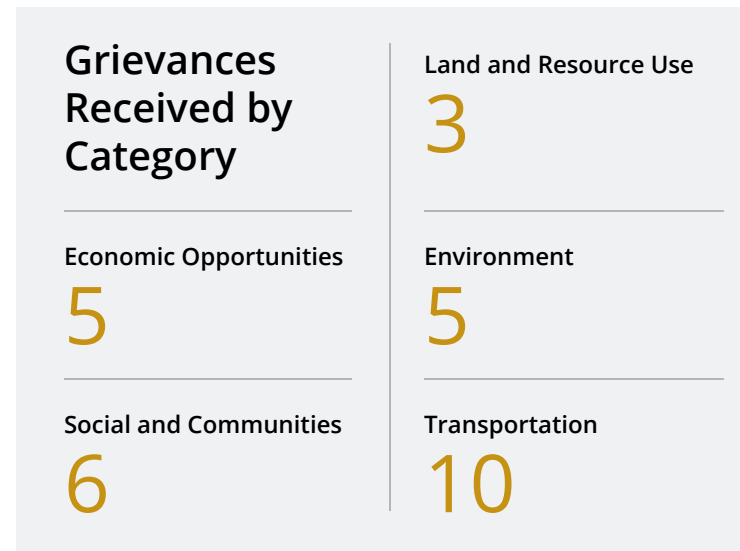 Grievances
Received by
Category
Economic Opportunities
5
Social and Communities
6
Land and Resource Use
3
Environment
5
Transportation
10